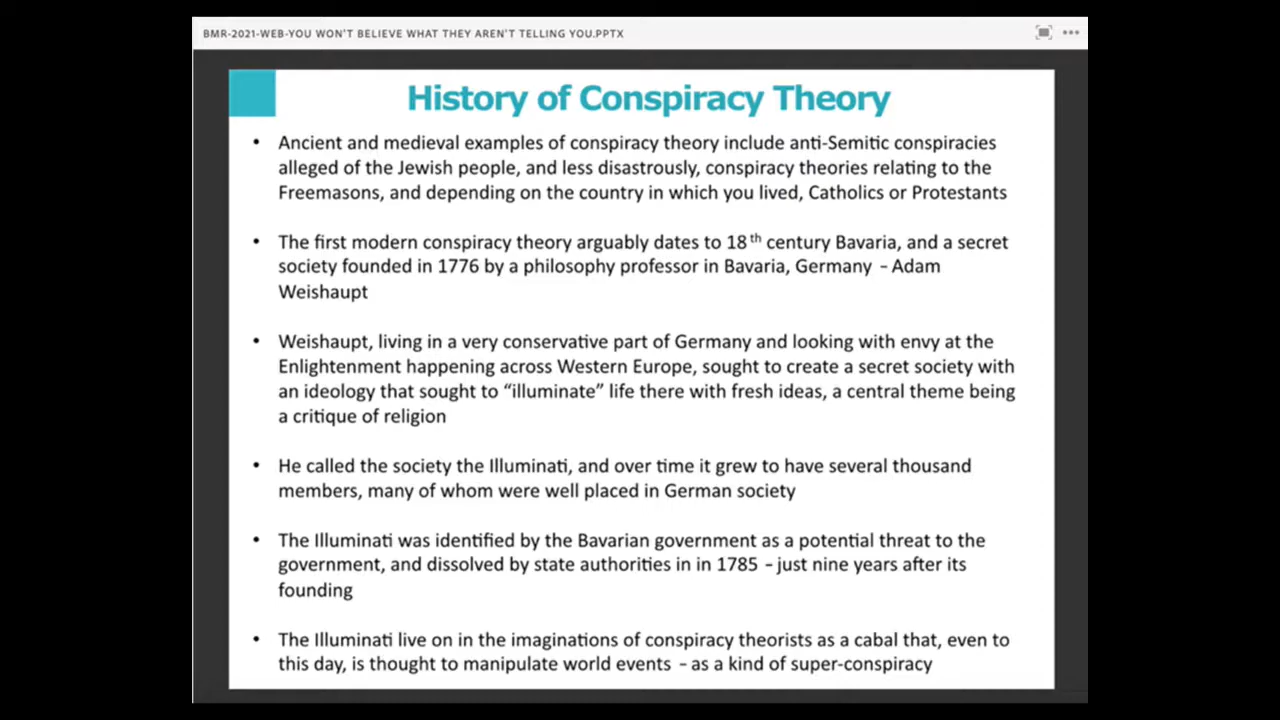 BMR-2021-WEB-YOU WON'T BELIEVE WHAT THEY AREN'T TELLING YOU.PPTX
History of Conspiracy Theory
• Ancient and medieval examples of conspiracy theory include anti-Semitic conspiracies
alleged of the Jewish people, and less disastrously, conspiracy theories relating to the
Freemasons, and depending on the country in which you lived, Catholics or Protestants
• The first modern conspiracy theory arguably dates to 18th century Bavaria, and a secret
society founded in 1776 by a philosophy professor in Bavaria, Germany - Adam
Weishaupt
• Weishaupt, living in a very conservative part of Germany and looking with envy at the
Enlightenment happening across Western Europe, sought to create a secret society with
an ideology that sought to “illuminate” life there with fresh ideas, a central theme being
a critique of religion
• He called the society the Illuminati, and over time it grew to have several thousand
members, many of whom were well placed in German society
• The Illuminati was identified by the Bavarian government as a potential threat to the
government, and dissolved by state authorities in in 1785 - just nine years after its
founding
• The Illuminati live on in the imaginations of conspiracy theorists as a cabal that, even to
this day, is thought to manipulate world events - as a kind of super-conspiracy